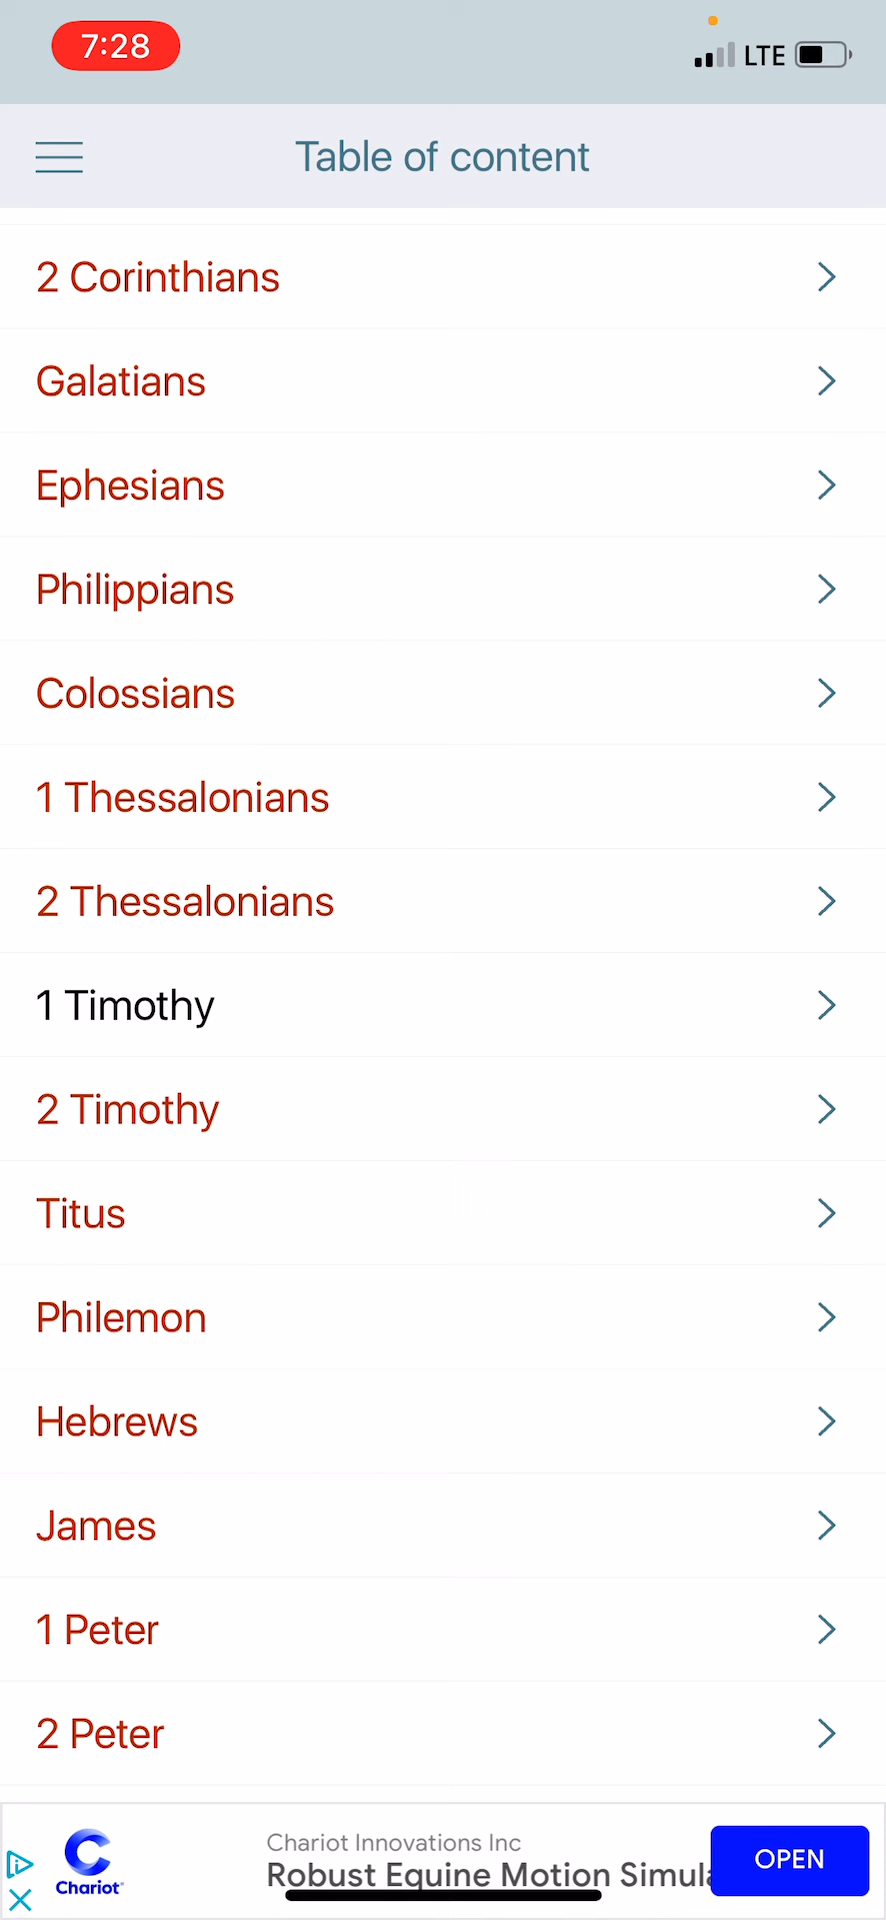 7:28
LTE
Table of content
2 Corinthians
Galatians
Ephesians
Philippians
Colossians
1 Thessalonians
2 Thessalonians
1 Timothy
2 Timothy
Titus
Philemon
Hebrews
James
1 Peter
2 Peter
Chariot Innovations Inc
Robust Equine Motion
OPEN
Chariot